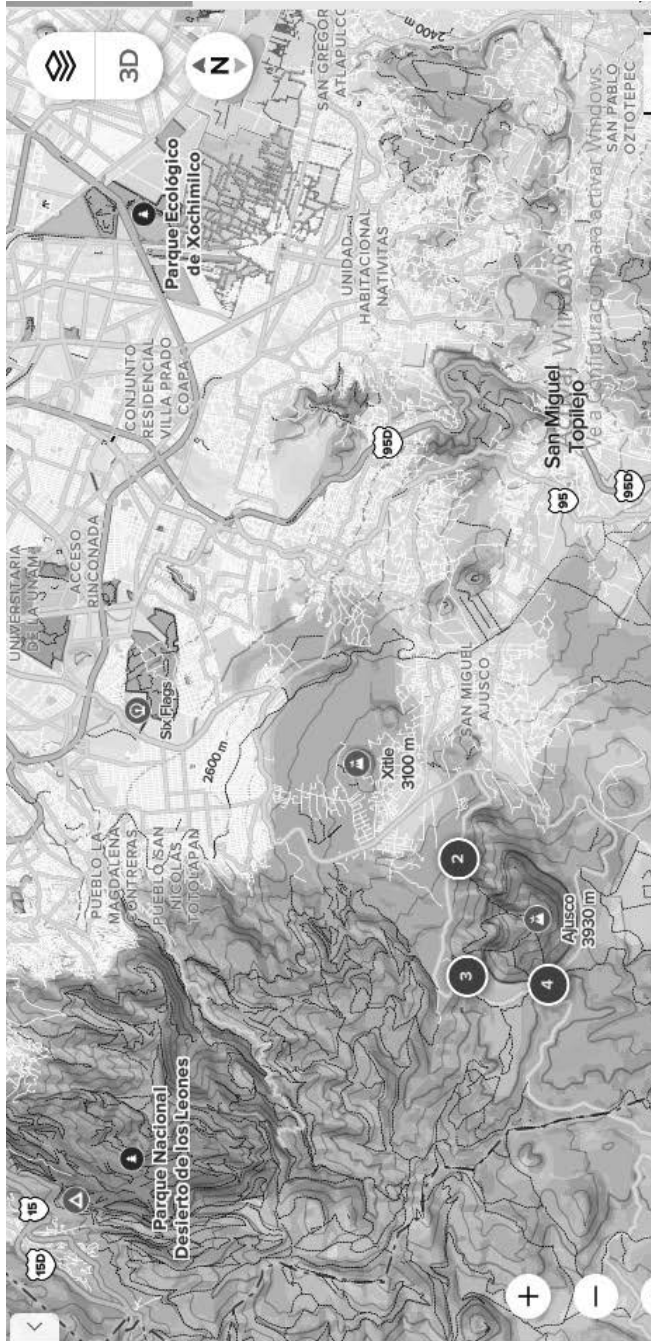 3D
N
15D
15
Parque Nacional
Desierto de los Leones
PUEBLO LA
MAGDALENA
CONTRERAS
PUEBLO SAN
NICOLÁS
TOTOLAPAN
UNIVERSITARIA
DE LA UNAM
ACCESO
RINCONADA
Six Flags
2600 m
CONJUNTO
RESIDENCIAL
VILLA PRADO
COAPA
Parque Ecológico
de Xochimilco
SAN GREGOR
ATLAPULCO
2400 m
UNIDAD
HABITACIONAL
NATIVITAS
95D
Xitle
3100 m
SAN MIGUEL
AJUSCO
2
3
4
Ajusco
3930 m
San Miguel
Topilejo
95
95D
Windows
Ve a Configuración para activar Windows.
SAN PABLO
OZTOTEPEC
+
−